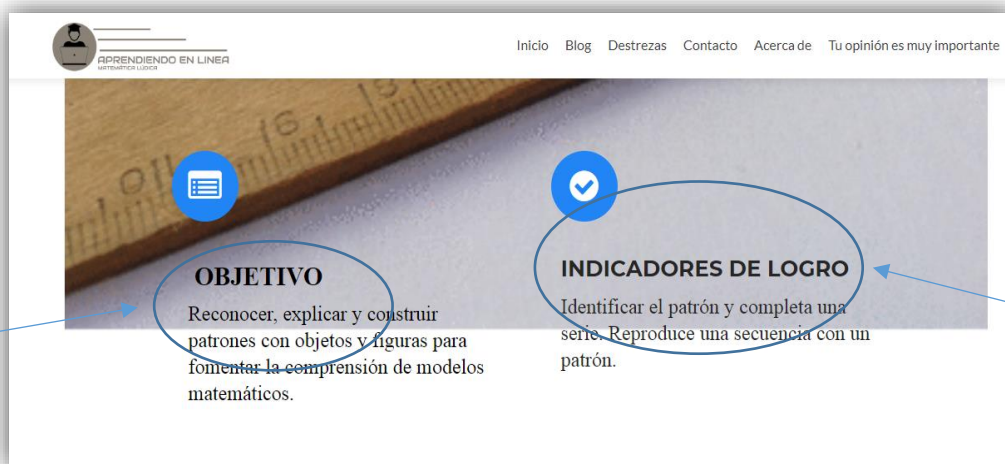 APRENDIENDO EN LINEA
MATEMÁTICA LÚDICA
Inicio Blog Destrezas Contacto Acerca de Tu opinión es muy importante
OBJETIVO
Reconocer, explicar y construir
patrones con objetos y figuras para
fomentar la comprensión de modelos
matemáticos.
INDICADORES DE LOGRO
Identificar el patrón y completa una
serie. Reproduce una secuencia con un
patrón.